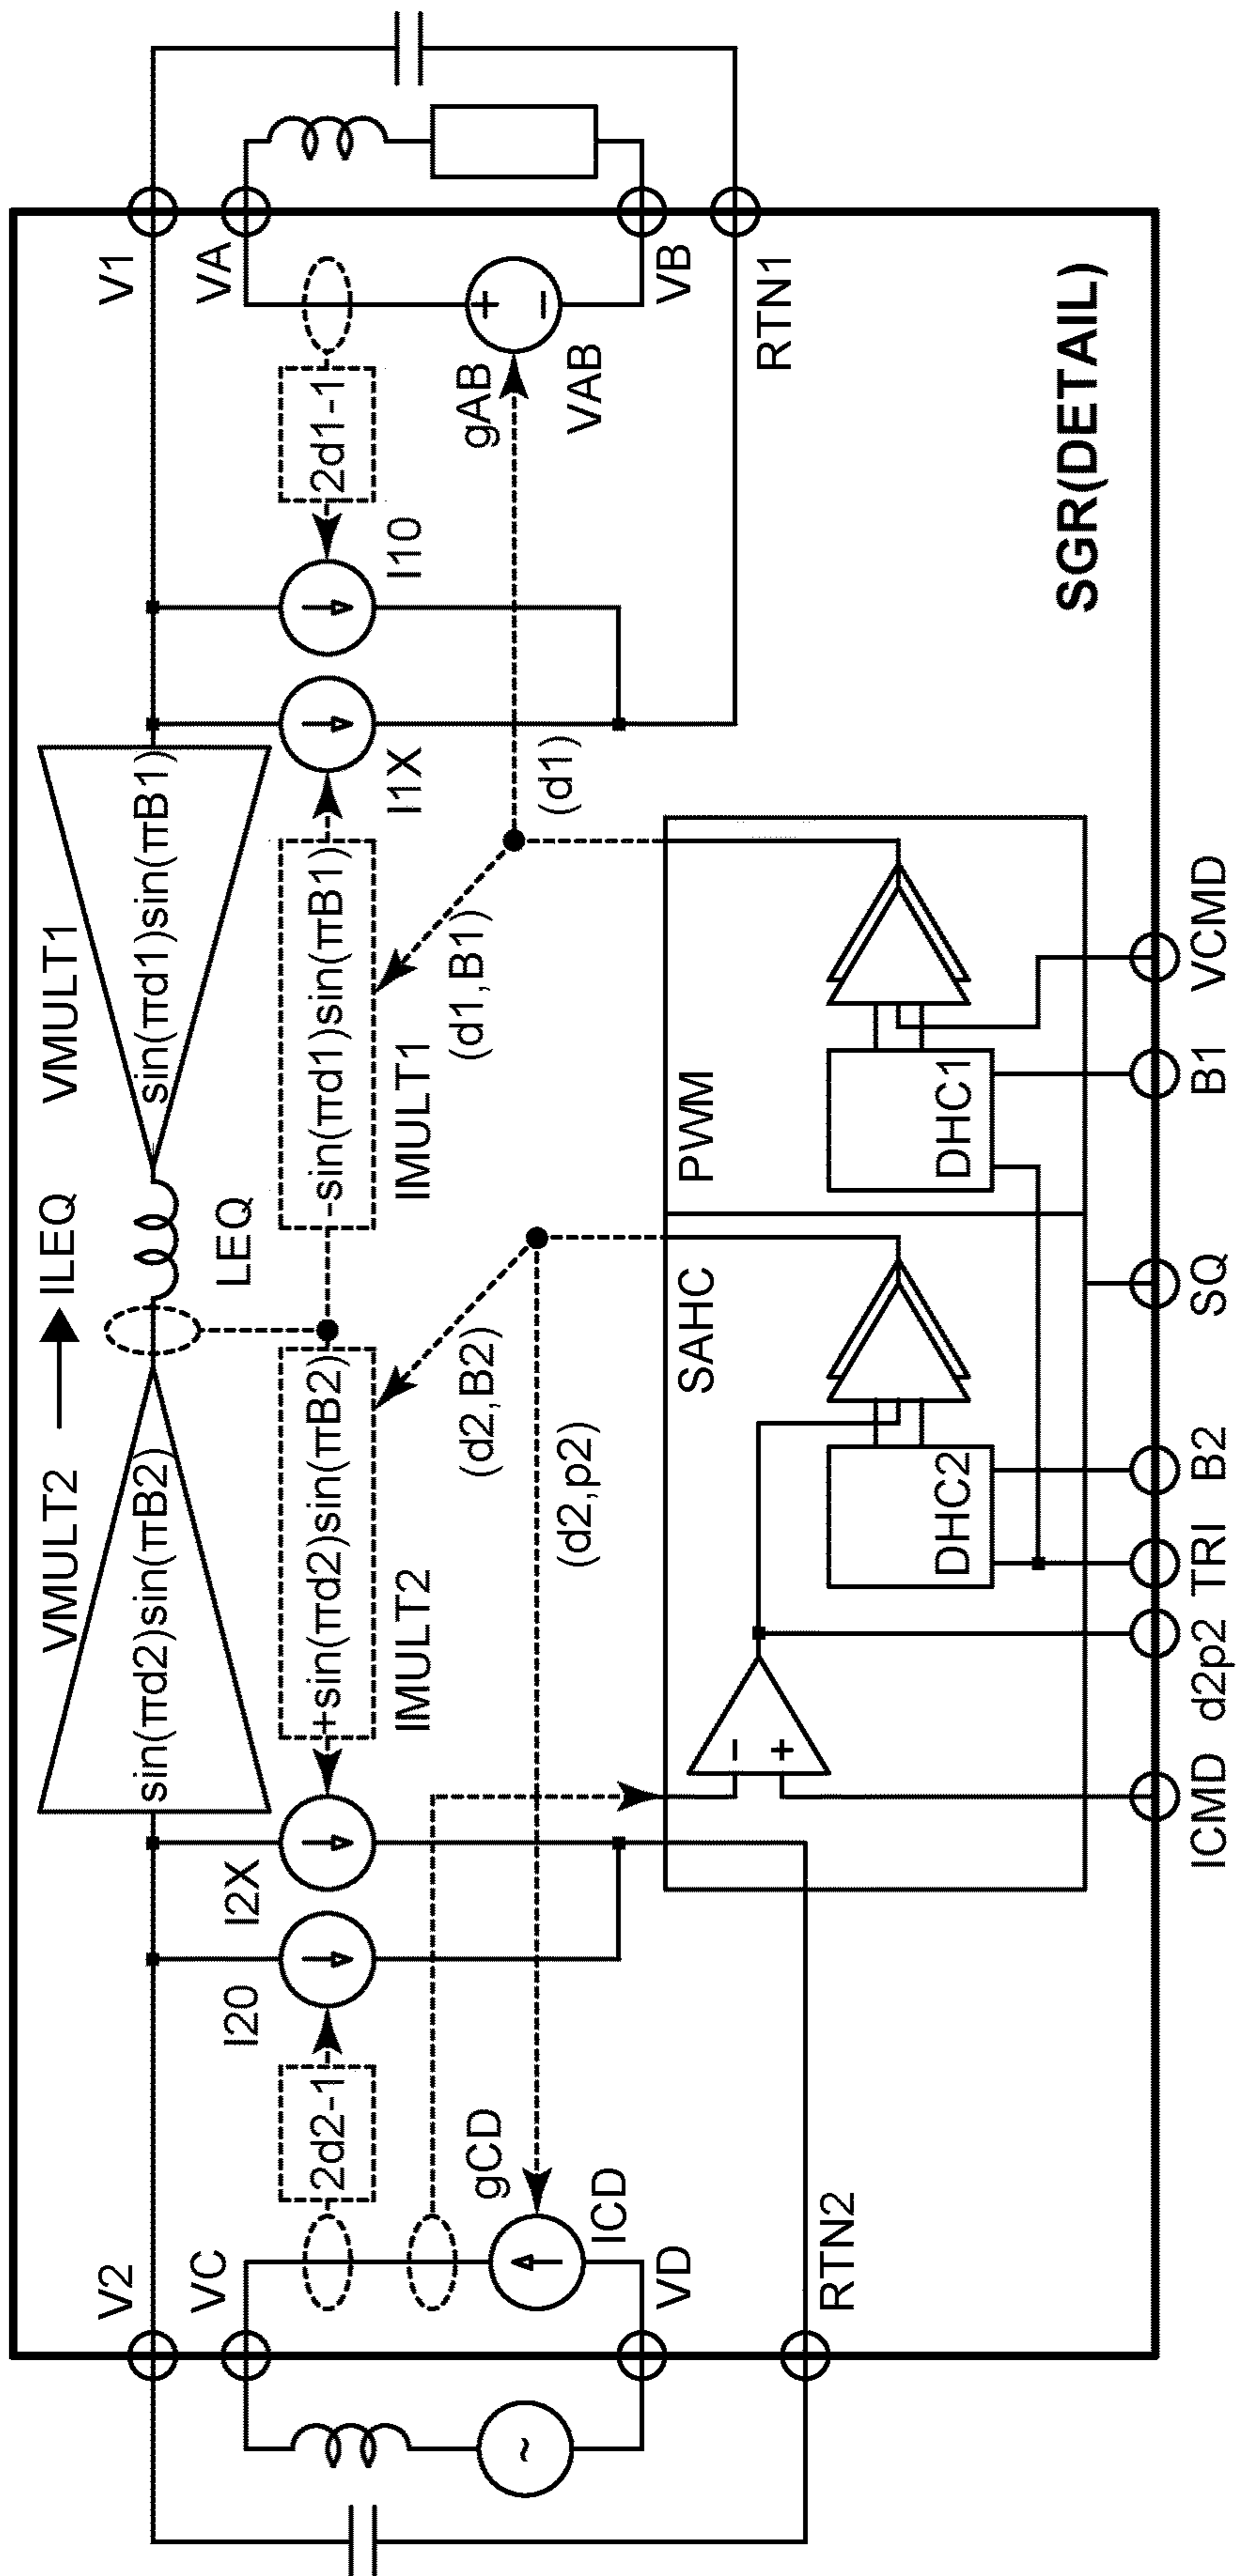 V2
VMULT2
ILEQ
VMULT1
V1
sin(πd2)sin(πB2)
sin(πd1)sin(πB1)
VC
I20
I2X
LEQ
VA
2d2-1
+sin(πd2)sin(πB2)
-sin(πd1)sin(πB1)
2d1-1
IMULT2
IMULT1
I1X
I10
gCD
(d2,B2)
(d1,B1)
gAB
+
−
ICD
(d2,p2)
(d1)
VAB
VD
VB
SAHC
PWM
RTN2
RTN1
~
−
+
DHC2
DHC1
SGR(DETAIL)
ICMD
d2p2
TRI
B2
SQ
B1
VCMD